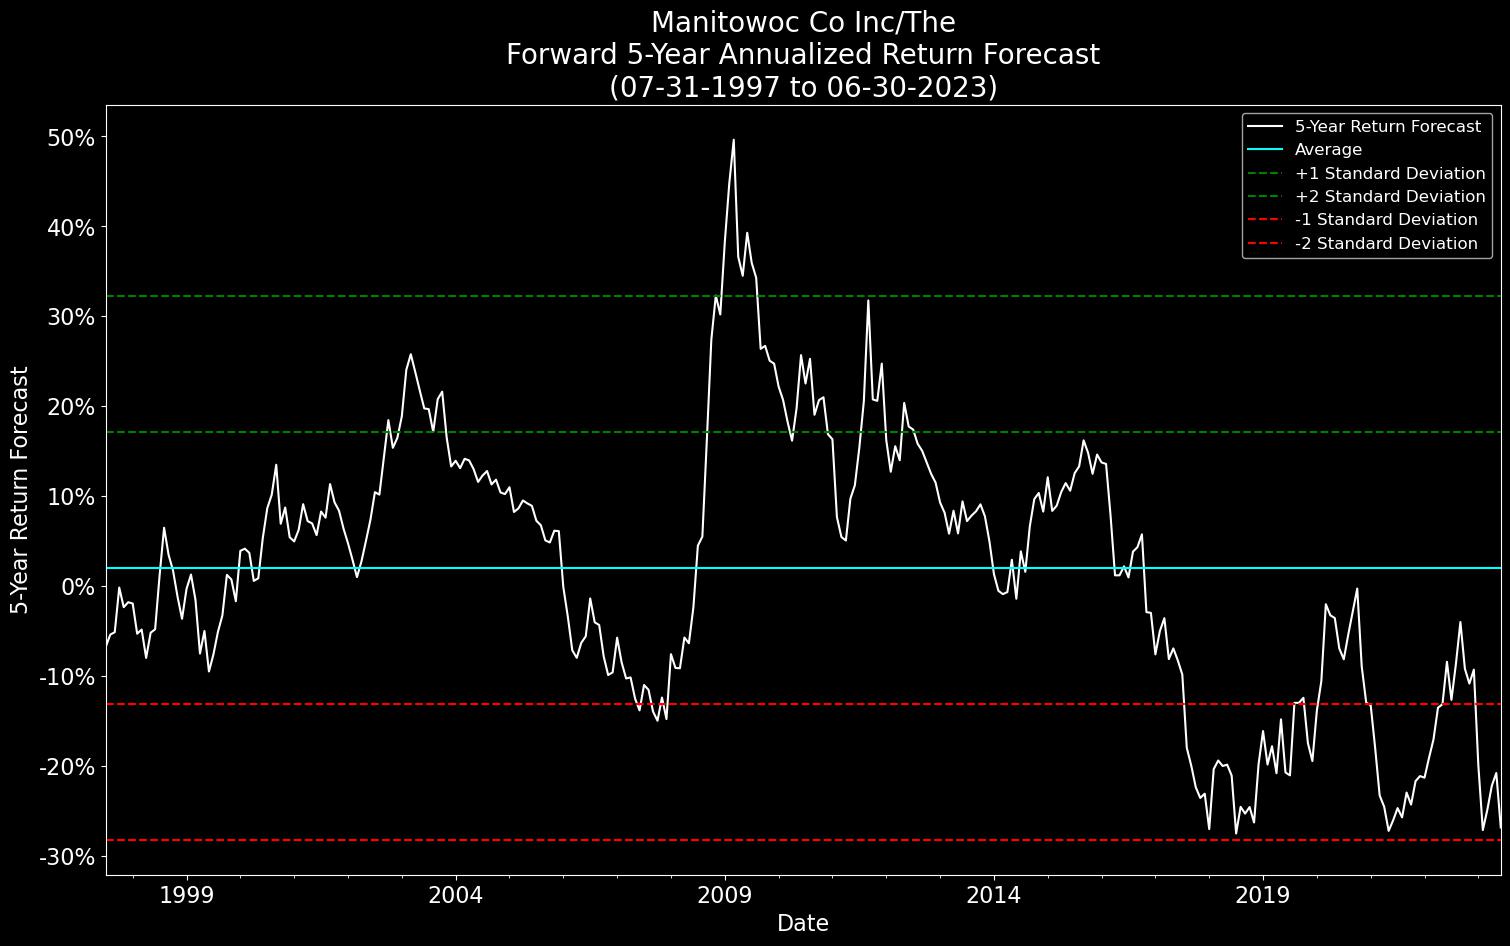 Manitowoc Co Inc/The
Forward 5-Year Annualized Return Forecast
(07-31-1997 to 06-30-2023)
5-Year Return Forecast
Average
+1 Standard Deviation
+2 Standard Deviation
-1 Standard Deviation
-2 Standard Deviation
5-Year Return Forecast
50%
40%
30%
20%
10%
0%
-10%
-20%
-30%
1999 2004 2009 2014 2019
Date